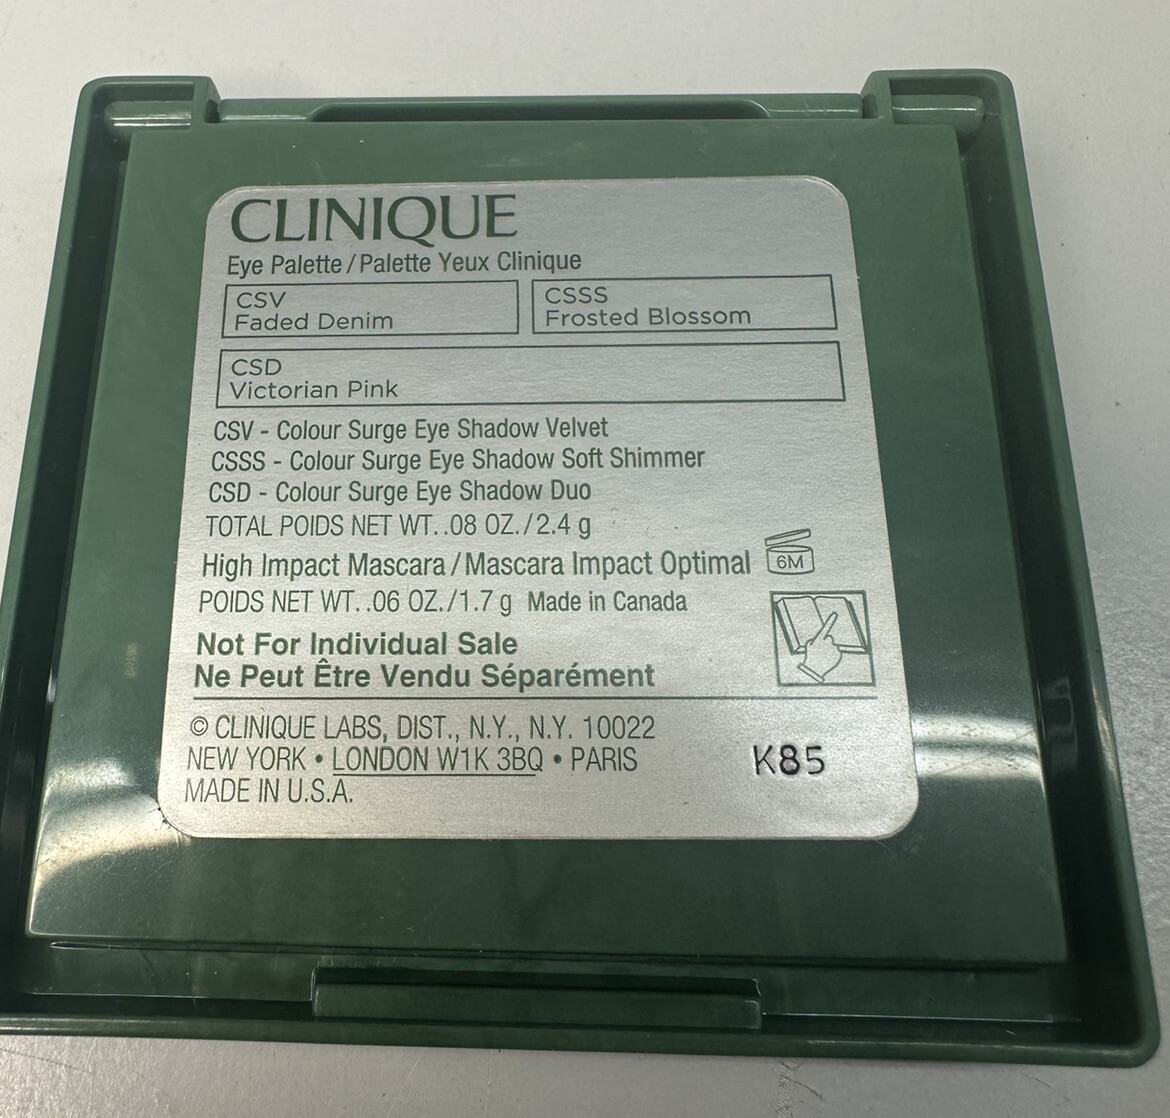 CLINIQUE
Eye Palette/Palette Yeux Clinique
CSV
Faded Denim
CSSS
Frosted Blossom
CSD
Victorian Pink
CSV - Colour Surge Eye Shadow Velvet
CSSS - Colour Surge Eye Shadow Soft Shimmer
CSD - Colour Surge Eye Shadow Duo
TOTAL POIDS NET WT. .08 OZ./2.4 g
High Impact Mascara/Mascara Impact Optimal
6M
POIDS NET WT. .06 OZ./1.7 g Made in Canada
Not For Individual Sale
Ne Peut Être Vendu Séparément
© CLINIQUE LABS, DIST., N.Y., N.Y. 10022
NEW YORK • LONDON W1K 3BQ • PARIS
K85
MADE IN U.S.A.